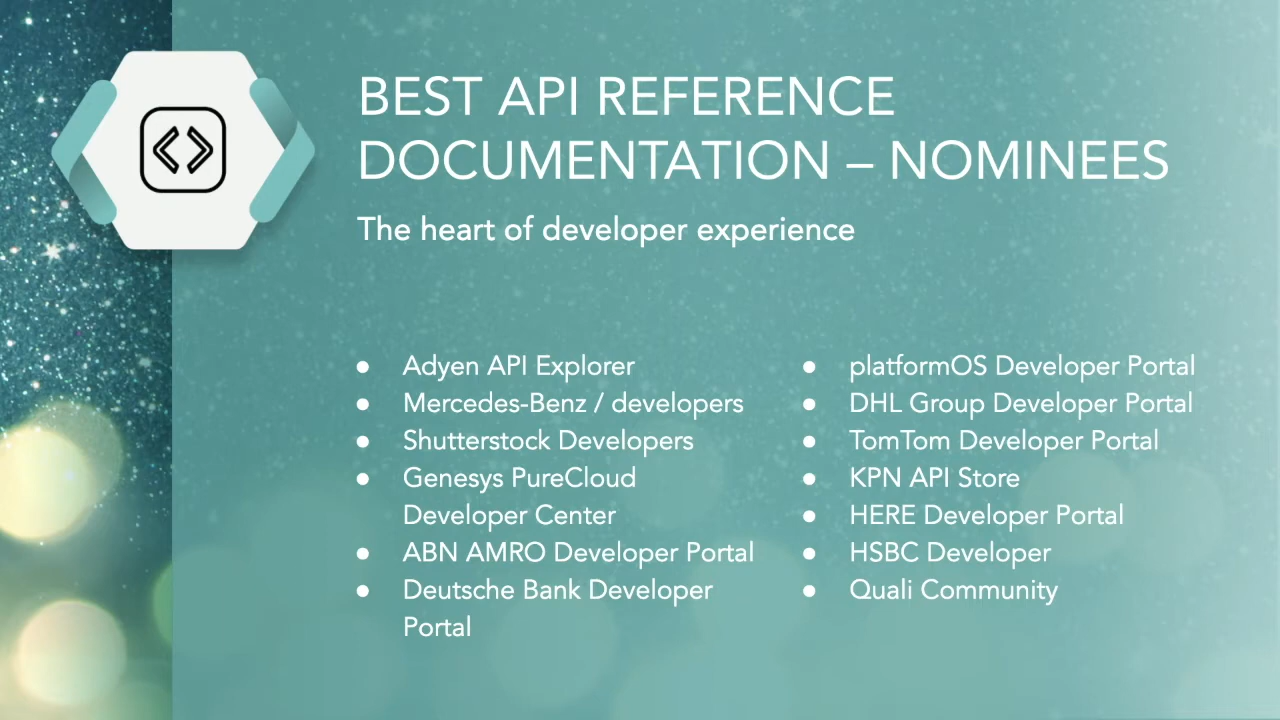 BEST API REFERENCE
DOCUMENTATION – NOMINEES
The heart of developer experience
● Adyen API Explorer
● Mercedes-Benz / developers
● Shutterstock Developers
● Genesys PureCloud
Developer Center
● ABN AMRO Developer Portal
● Deutsche Bank Developer
Portal
● platformOS Developer Portal
● DHL Group Developer Portal
● TomTom Developer Portal
● KPN API Store
● HERE Developer Portal
● HSBC Developer
● Quali Community